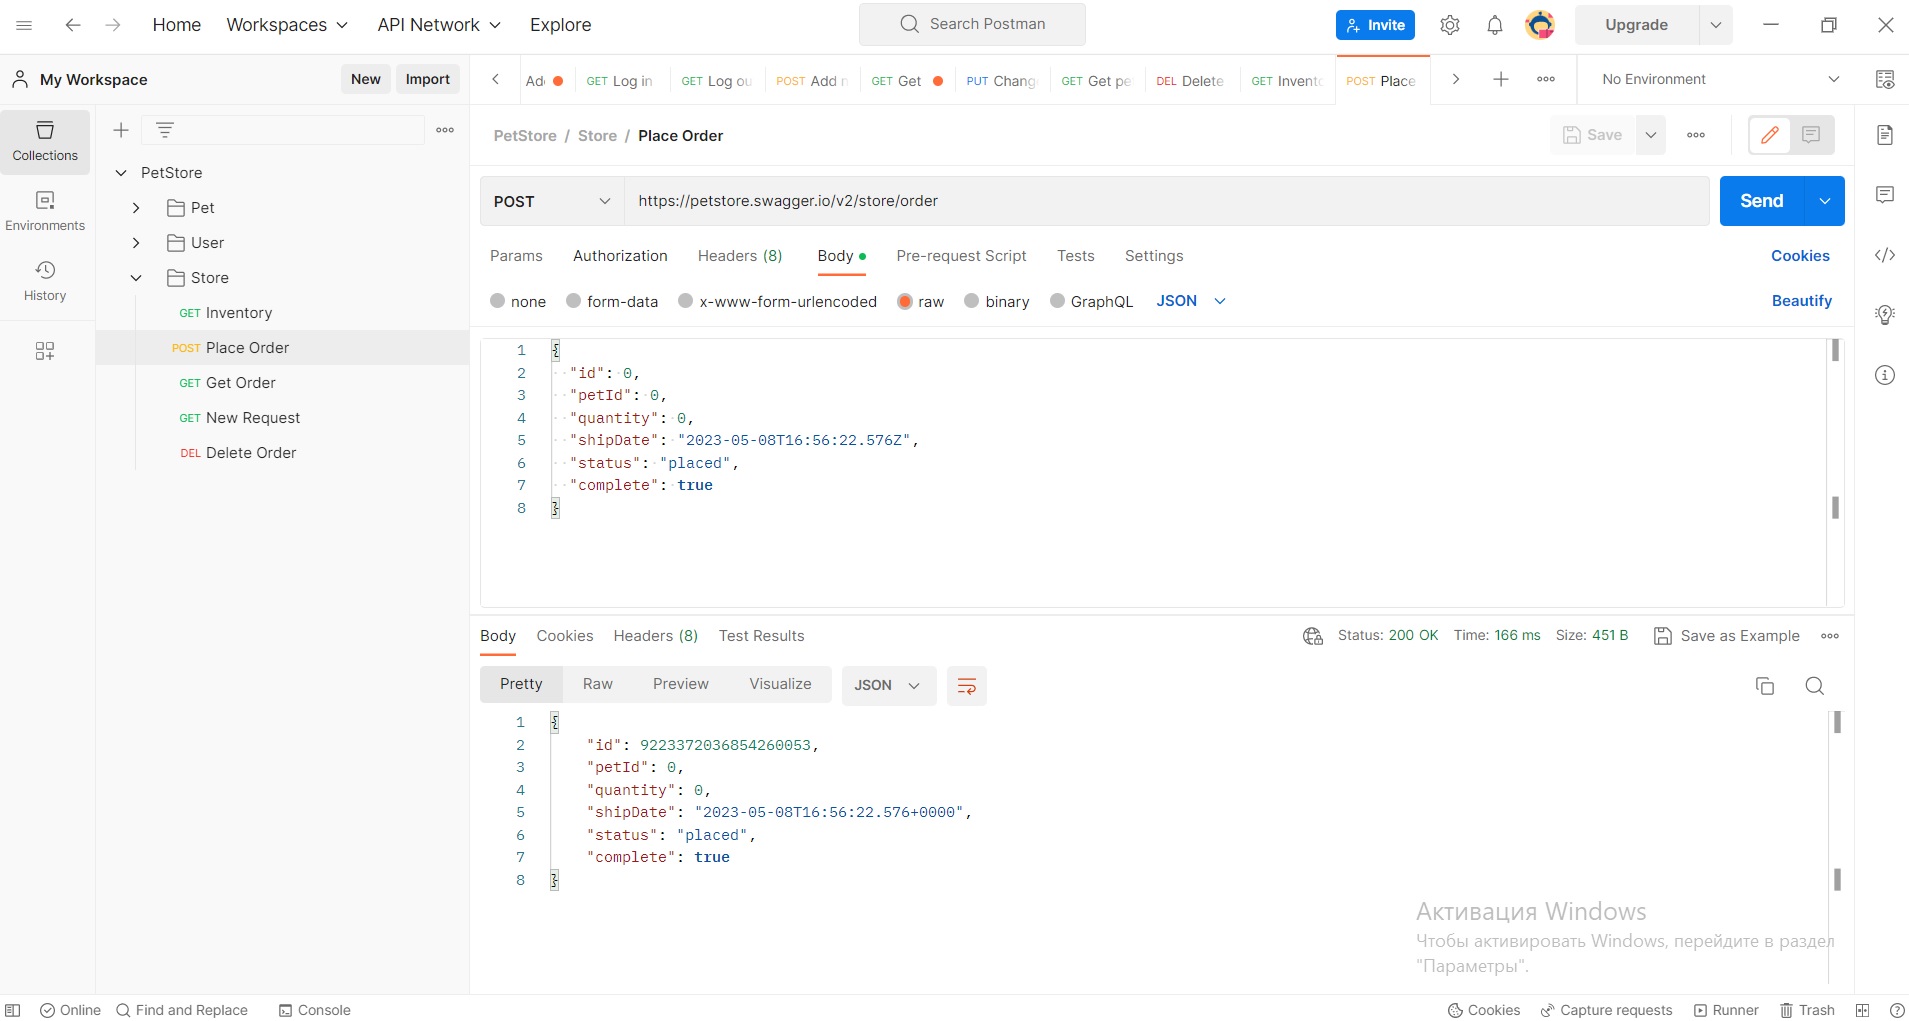 Home Workspaces API Network Explore Search Postman Invite Upgrade
My Workspace New Import GET Log in GET Log ou POST Add n GET Get PUT Chang GET Get pe DEL Delete GET Invent POST Place No Environment
Collections
Environments
History
PetStore
Pet
User
Store
GET Inventory
POST Place Order
GET Get Order
GET New Request
DEL Delete Order
PetStore / Store / Place Order Save
POST https://petstore.swagger.io/v2/store/order Send
Params Authorization Headers (8) Body Pre-request Script Tests Settings Cookies
none form-data x-www-form-urlencoded raw binary GraphQL JSON Beautify
1 {
2 "id": 0,
3 "petId": 0,
4 "quantity": 0,
5 "shipDate": "2023-05-08T16:56:22.576Z",
6 "status": "placed",
7 "complete": true
8 }
Body Cookies Headers (8) Test Results Status: 200 OK Time: 166 ms Size: 451 B Save as Example
Pretty Raw Preview Visualize JSON
1 {
2 "id": 9223372036854260053,
3 "petId": 0,
4 "quantity": 0,
5 "shipDate": "2023-05-08T16:56:22.576+0000",
6 "status": "placed",
7 "complete": true
8 }
Активация Windows
Чтобы активировать Windows, перейдите в раздел
"Параметры".
Online Find and Replace Console Cookies Capture requests Runner Trash